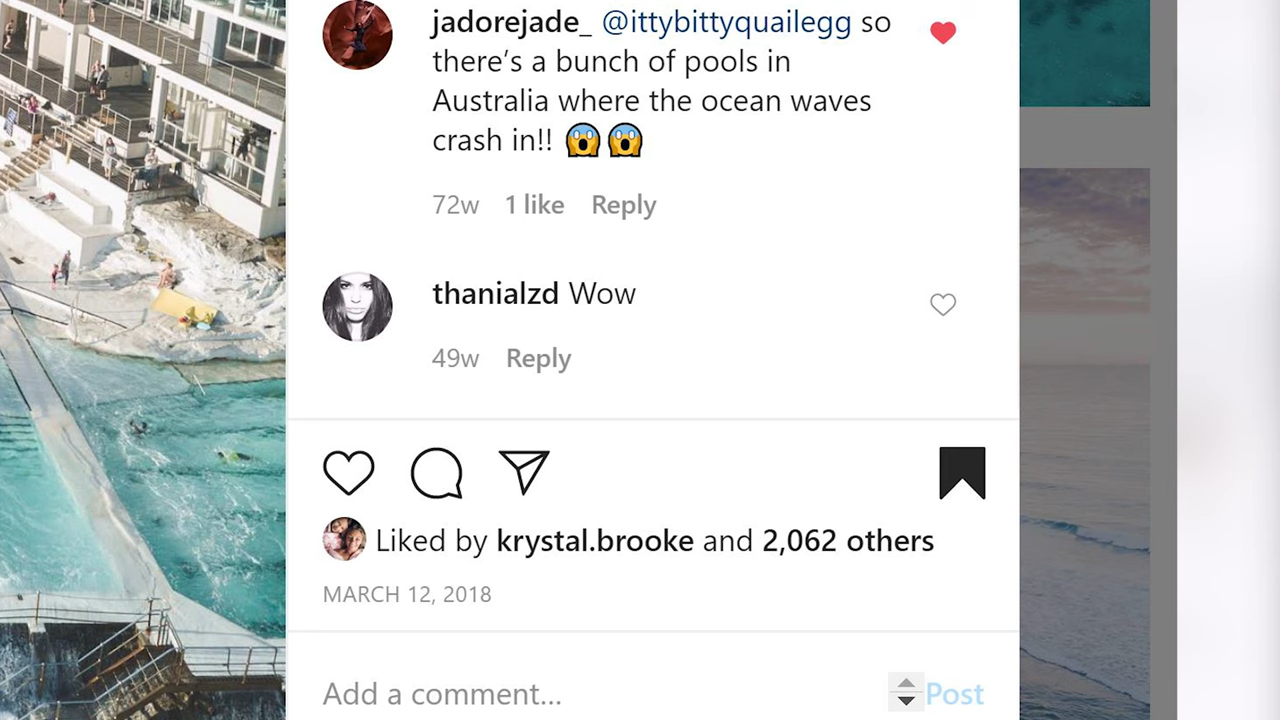 jadorejade_ @ittybittyquailegg so
there’s a bunch of pools in
Australia where the ocean waves
crash in!! 😱😱
72w 1 like Reply
thanialzd Wow
49w Reply
Liked by krystal.brooke and 2,062 others
MARCH 12, 2018
Add a comment... Post